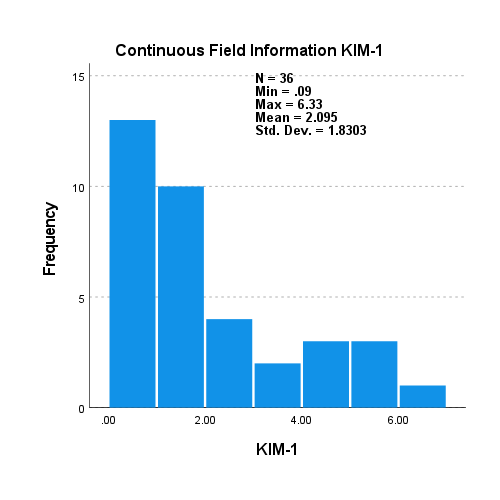 Continuous Field Information KIM-1
N = 36
Min = .09
Max = 6.33
Mean = 2.095
Std. Dev. = 1.8303
15
10
5
0
Frequency
.00 2.00 4.00 6.00
KIM-1